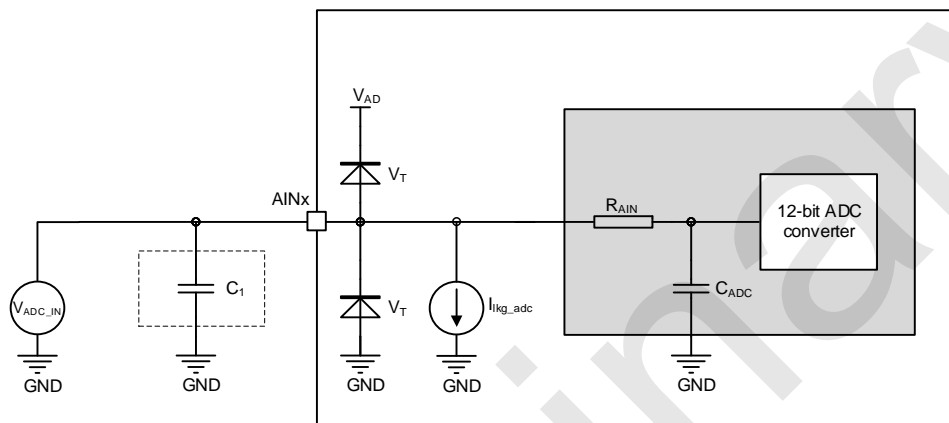 V_AD
V_T
AINx
R_AIN
12-bit ADC
converter
V_ADC_IN
C_1
V_T
I_lkg_adc
C_ADC
GND
GND
GND
GND
GND